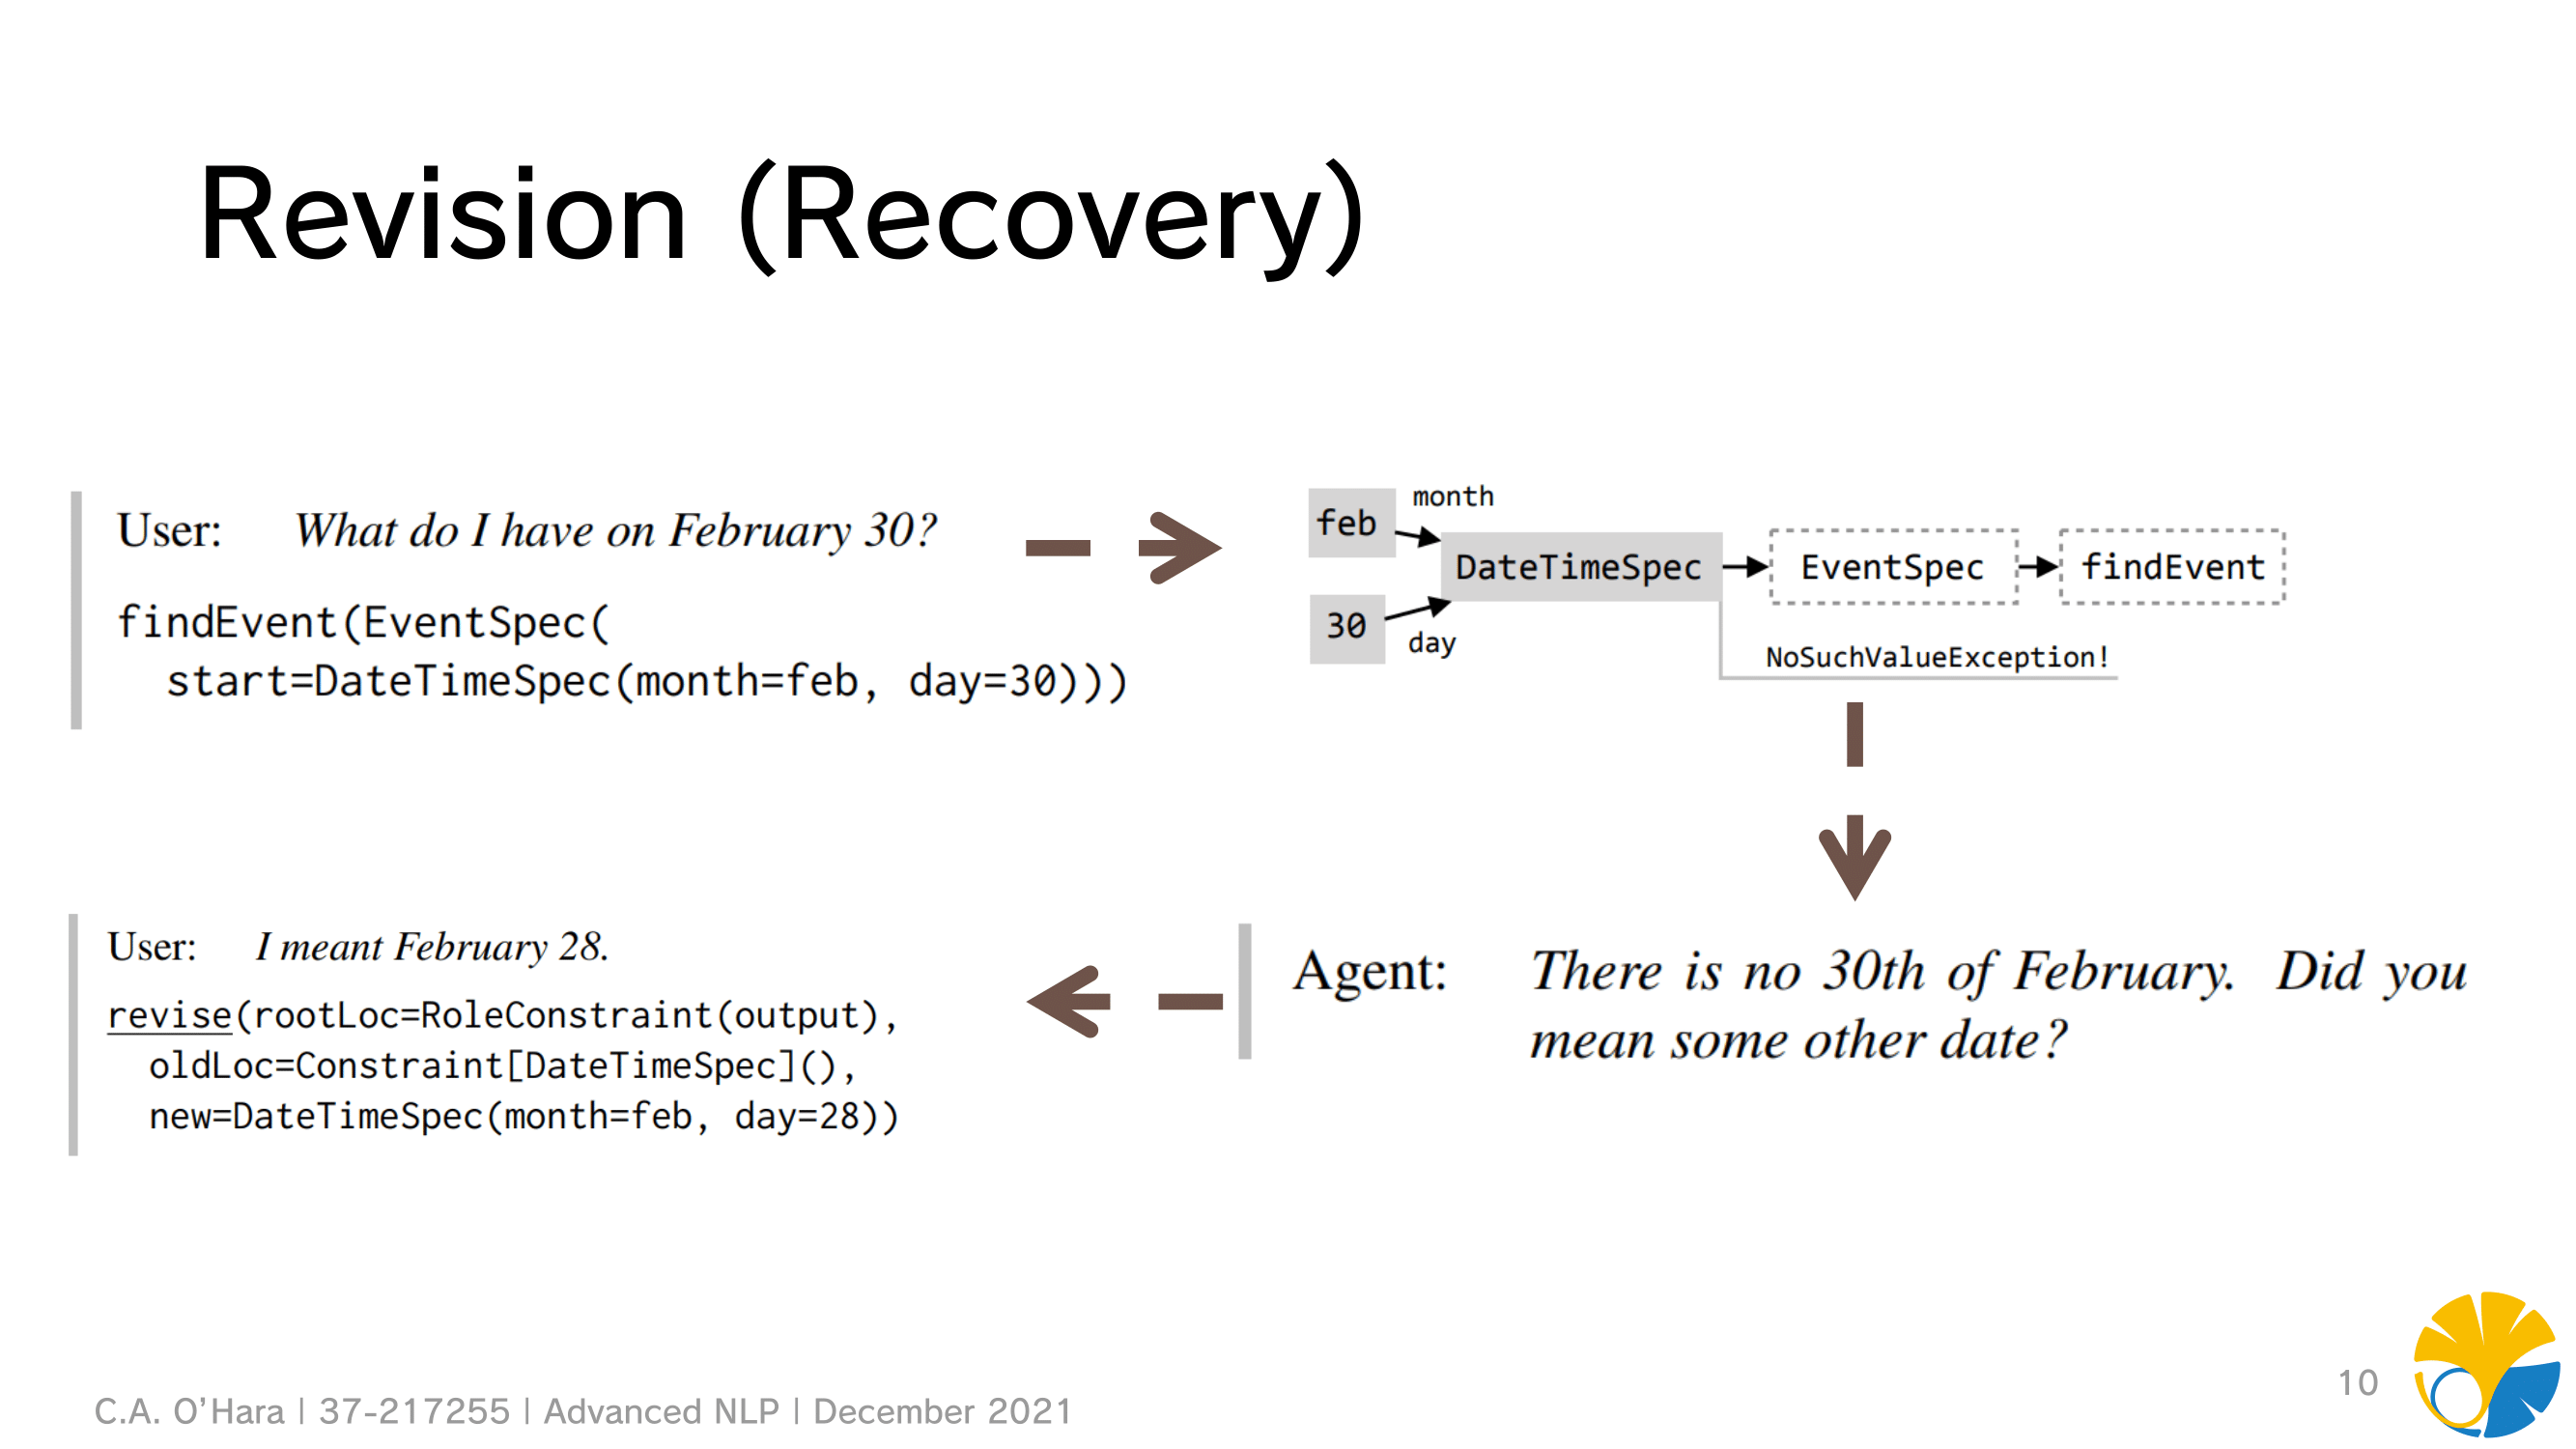 Revision (Recovery)
User: What do I have on February 30?
findEvent(EventSpec(
start=DateTimeSpec(month=feb, day=30)))
feb
month
DateTimeSpec
EventSpec
findEvent
30
day
NoSuchValueException!
Agent: There is no 30th of February. Did you
mean some other date?
User: I meant February 28.
revise(rootLoc=RoleConstraint(output),
oldLoc=Constraint[DateTimeSpec](),
new=DateTimeSpec(month=feb, day=28))
C.A. O’Hara | 37-217255 | Advanced NLP | December 2021
10